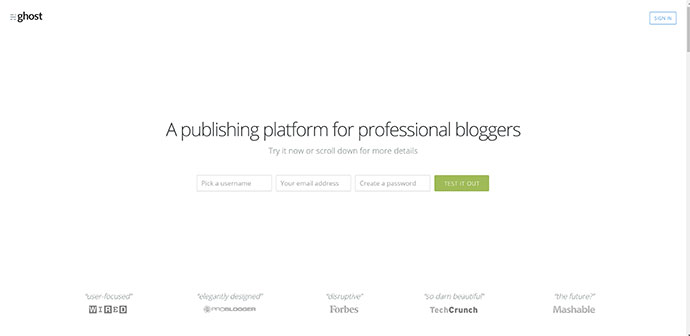 ghost
SIGN IN
A publishing platform for professional bloggers
Try it now or scroll down for more details
Pick a username
Your email address
Create a password
TEST IT OUT
"user-focused"
"elegantly designed"
"disruptive"
"so darn beautiful"
"the future?"
WIRED
PROBLOGGER
Forbes
TechCrunch
Mashable